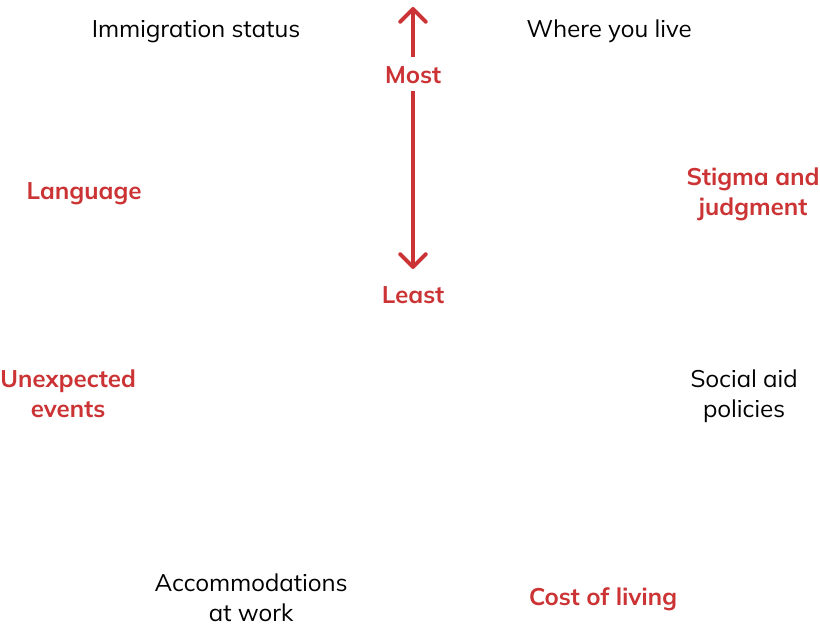 Immigration status
Where you live
Most
Language
Stigma and
judgment
Least
Unexpected
events
Social aid
policies
Accommodations
at work
Cost of living